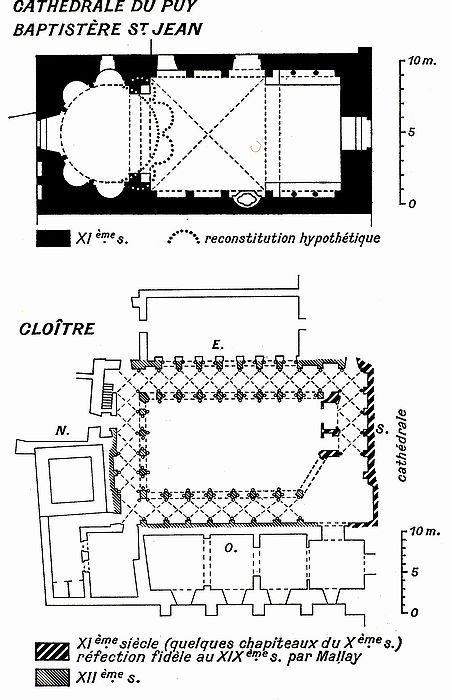 CATHÉDRALE DU PUY
BAPTISTÈRE ST JEAN
10 m.
5
0
XI ème s.
reconstitution hypothétique
CLOÎTRE
E.
N.
S.
cathédrale
O.
10 m.
5
0
XI ème siècle (quelques chapiteaux du X ème s.)
réfection fidèle au XIX ème s. par Mallay
XII ème s.